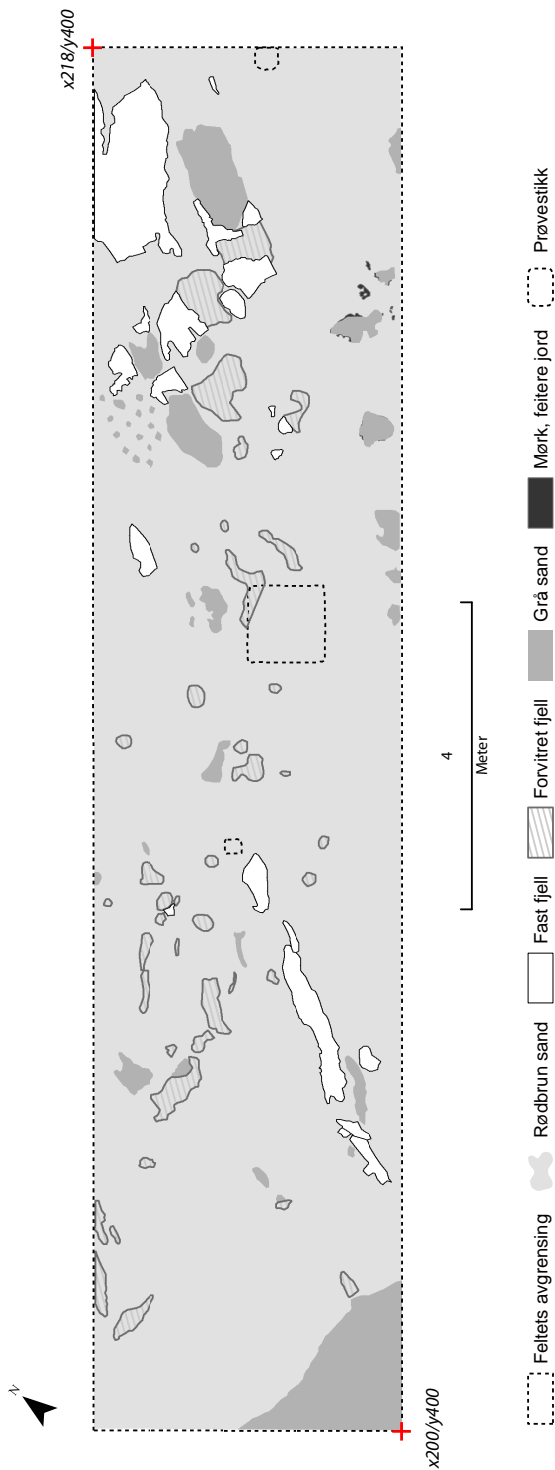 N
x218/y400
x200/y400
4
Meter
Feltets avgrensing
Rødbrun sand
Fast fjell
Forvitret fjell
Grå sand
Mørk, feitere jord
Prøvestikk